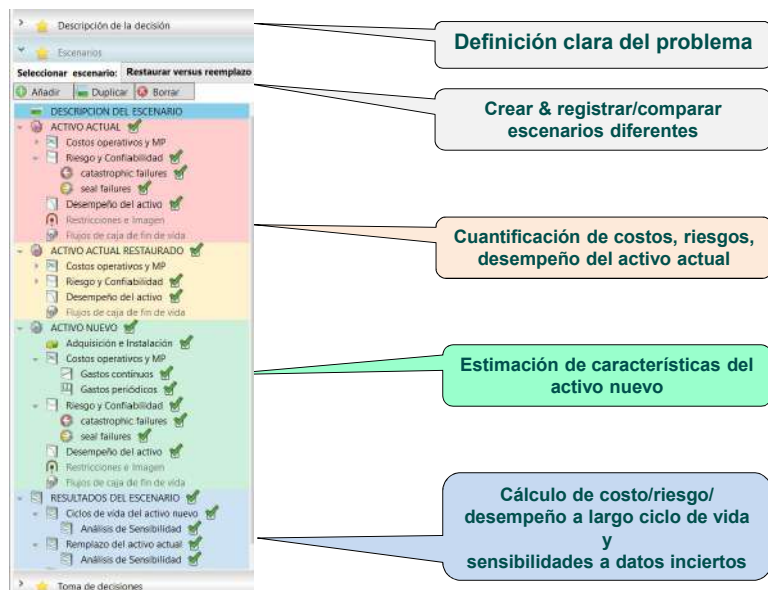 Descripción de la decisión
Escenarios
Seleccionar escenario: Restaurar versus reemplazo
Añadir Duplicar Borrar
DESCRIPCION DEL ESCENARIO
ACTIVO ACTUAL
Costos operativos y MP
Riesgo y Confiabilidad
catastrophic failures
seal failures
Desempeño del activo
Restricciones e Imagen
Flujos de caja de fin de vida
ACTIVO ACTUAL RESTAURADO
Costos operativos y MP
Riesgo y Confiabilidad
Desempeño del activo
Flujos de caja de fin de vida
ACTIVO NUEVO
Adquisición e Instalación
Costos operativos y MP
Gastos continuos
Gastos periódicos
Riesgo y Confiabilidad
catastrophic failures
seal failures
Desempeño del activo
Restricciones e Imagen
Flujos de caja de fin de vida
RESULTADOS DEL ESCENARIO
Ciclos de vida del activo nuevo
Análisis de Sensibilidad
Remplazo del activo actual
Análisis de Sensibilidad
Toma de decisiones
Definición clara del problema
Crear & registrar/comparar
escenarios diferentes
Cuantificación de costos, riesgos,
desempeño del activo actual
Estimación de características del
activo nuevo
Cálculo de costo/riesgo/
desempeño a largo ciclo de vida
y
sensibilidades a datos inciertos